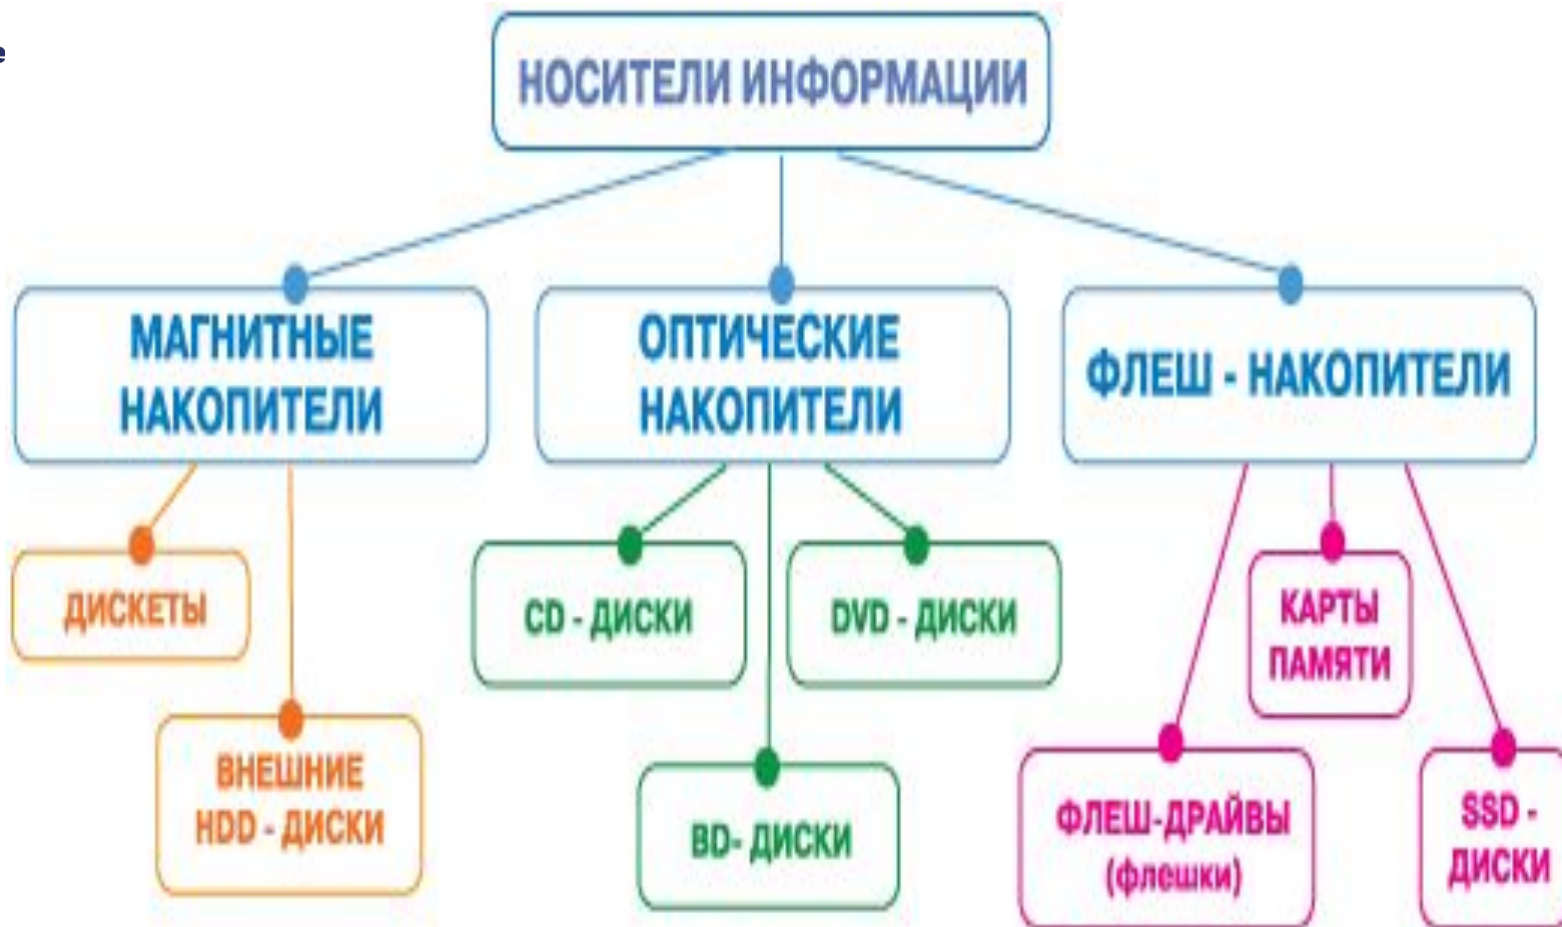 е
НОСИТЕЛИ ИНФОРМАЦИИ
МАГНИТНЫЕ
НАКОПИТЕЛИ
ОПТИЧЕСКИЕ
НАКОПИТЕЛИ
ФЛЕШ - НАКОПИТЕЛИ
ДИСКЕТЫ
ВНЕШНИЕ
HDD - ДИСКИ
CD - ДИСКИ
DVD - ДИСКИ
BD- ДИСКИ
КАРТЫ
ПАМЯТИ
ФЛЕШ-ДРАЙВЫ
(флешки)
SSD -
ДИСКИ